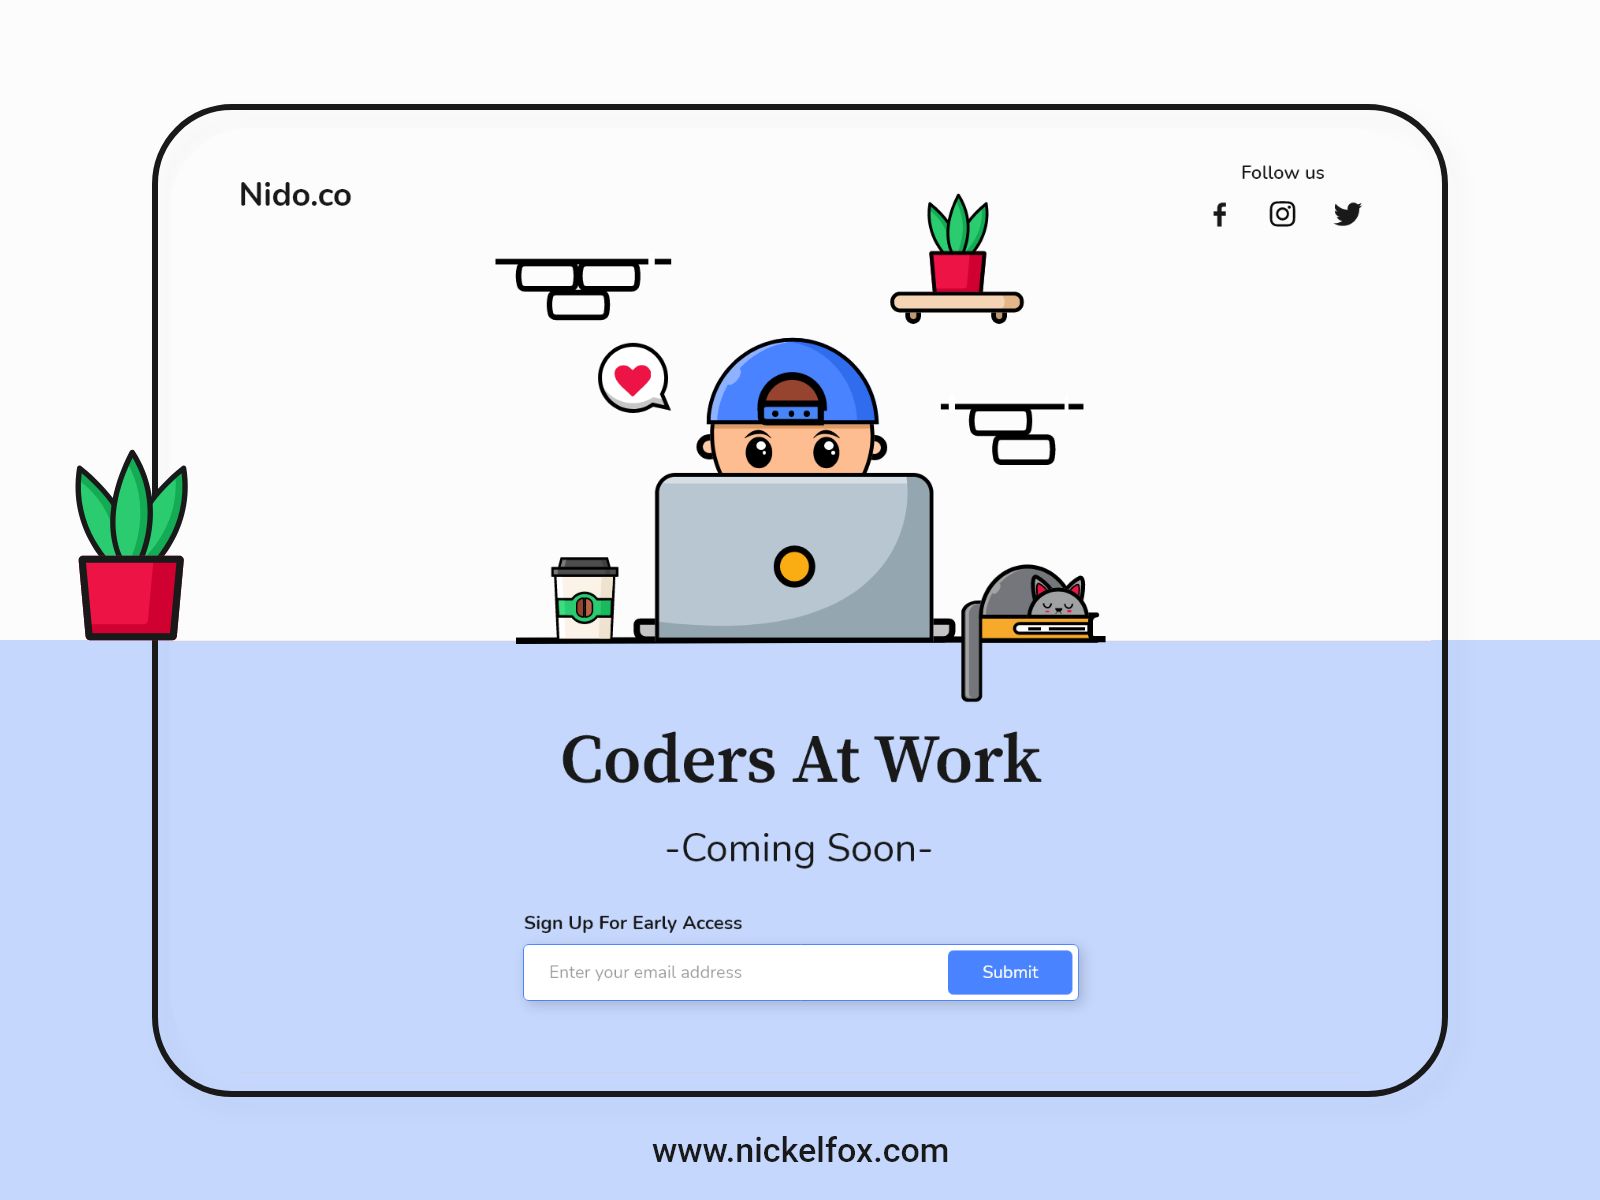 Nido.co
Follow us
Coders At Work
-Coming Soon-
Sign Up For Early Access
Enter your email address
Submit
www.nickelfox.com